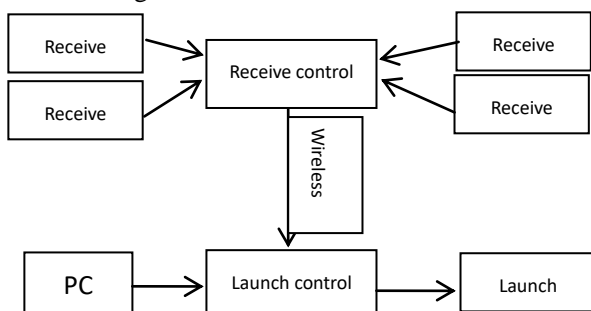 Receive
Receive
Receive control
Receive
Receive
Wireless
PC
Launch control
Launch